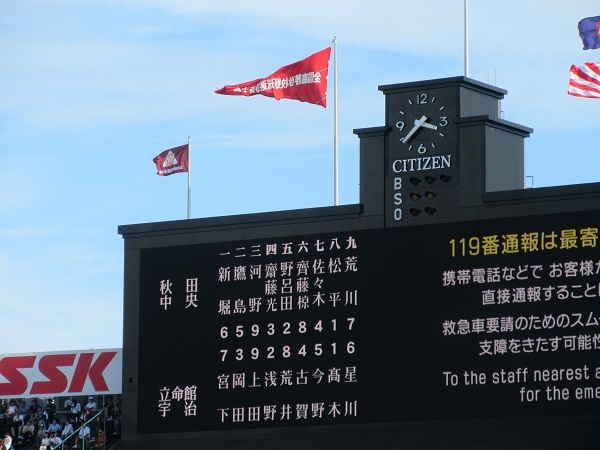 12
9 3
6
CITIZEN
B
S
O
一二三四五六七八九
秋田
中央
新鷹河齊野齊佐松荒
藤呂藤々
堀島野光田椋木平川
659328417
739284516
立命館
宇治
宮岡上浅荒古今髙星
下田田野井賀野木川
119番通報は最寄
携帯電話などで お客様が
直接通報すること
救急車要請のためのスム
支障をきたす可能性
To the staff nearest a
for the eme
SSK